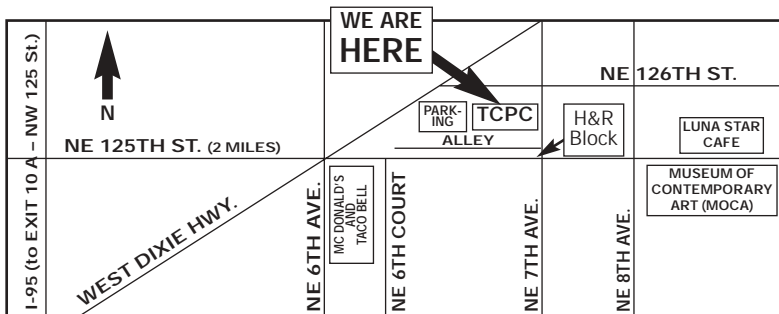 WE ARE
HERE
NE 126TH ST.
N
PARK-
ING
TCPC
H&R
Block
LUNA STAR
CAFE
ALLEY
NE 125TH ST. (2 MILES)
MUSEUM OF
CONTEMPORARY
ART (MOCA)
I-95 (to EXIT 10 A – NW 125 St.)
WEST DIXIE HWY.
NE 6TH AVE.
MC DONALD'S
AND
TACO BELL
NE 6TH COURT
NE 7TH AVE.
NE 8TH AVE.